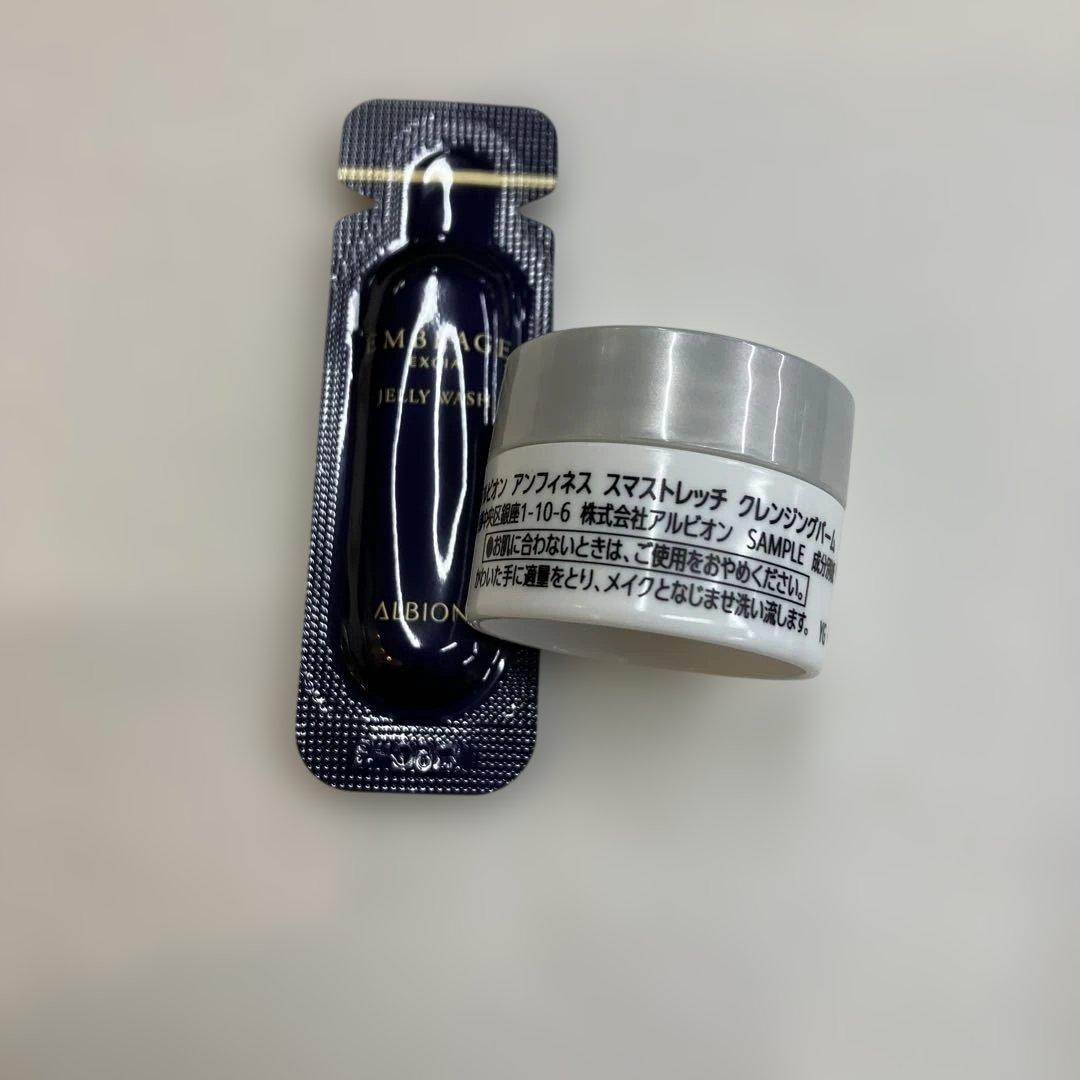 EMBEAGE
EXCIA
JELLY WASH
ALBION
ルビオン アンフィネス スマストレッチ クレンジングバーム
中央区銀座1-10-6 株式会社アルビオン SAMPLE 成分
●お肌に合わないときは、ご使用をおやめください。
かわいた手に適量をとり、メイクとなじませ洗い流します。